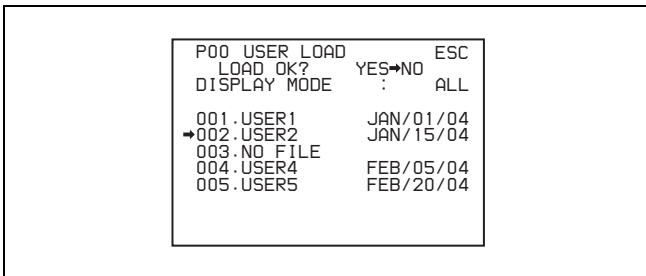 P00 USER LOAD ESC
LOAD OK? YES➡NO
DISPLAY MODE : ALL
001.USER1 JAN/01/04
➡002.USER2 JAN/15/04
003.NO FILE
004.USER4 FEB/05/04
005.USER5 FEB/20/04